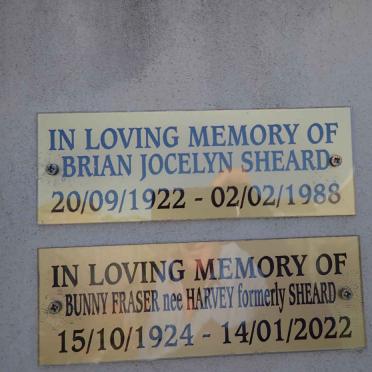 IN LOVING MEMORY OF
BRIAN JOCELYN SHEARD
20/09/1922 - 02/02/1988
IN LOVING MEMORY OF
BUNNY FRASER nee HARVEY formerly SHEARD
15/10/1924 - 14/01/2022